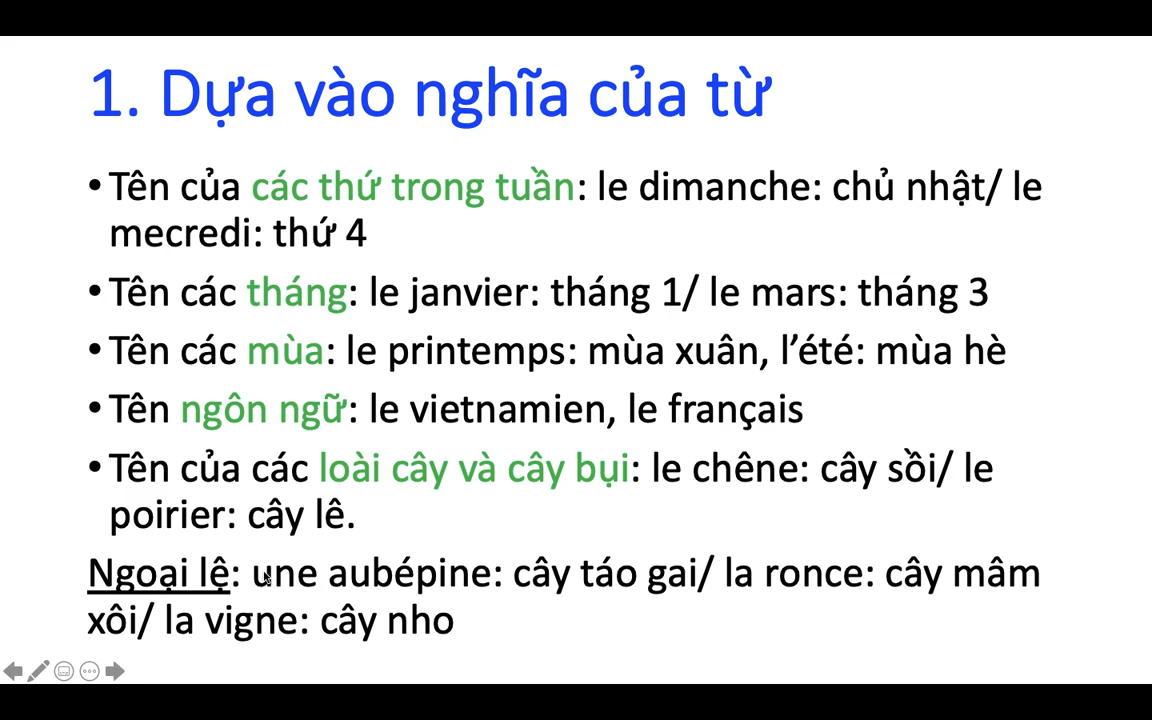 1. Dựa vào nghĩa của từ
• Tên của các thứ trong tuần: le dimanche: chủ nhật/ le
mecredi: thứ 4
• Tên các tháng: le janvier: tháng 1/ le mars: tháng 3
• Tên các mùa: le printemps: mùa xuân, l’été: mùa hè
• Tên ngôn ngữ: le vietnamien, le français
• Tên của các loài cây và cây bụi: le chêne: cây sồi/ le
poirier: cây lê.
Ngoại lệ: une aubépine: cây táo gai/ la ronce: cây mâm
xôi/ la vigne: cây nho